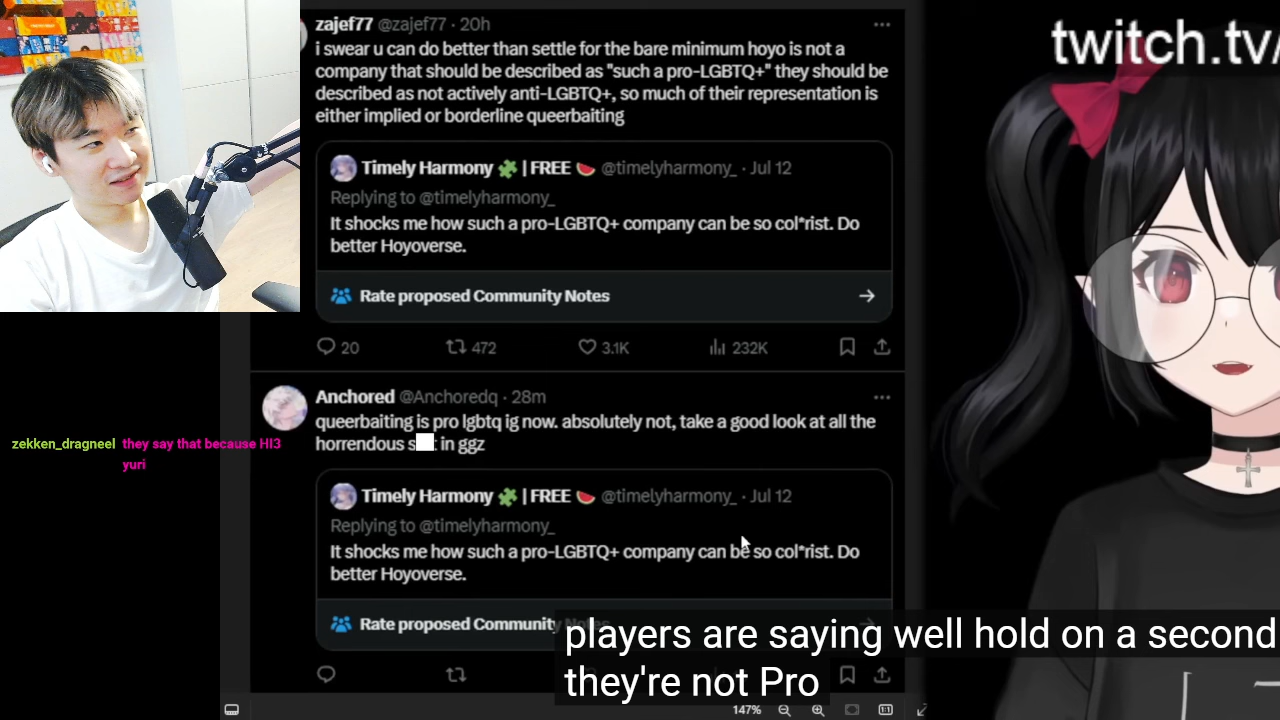 twitch.tv/
zajef77 @zajef77 · 20h
i swear u can do better than settle for the bare minimum hoyo is not a
company that should be described as "such a pro-LGBTQ+" they should be
described as not actively anti-LGBTQ+, so much of their representation is
either implied or borderline queerbaiting
Timely Harmony 🧩 | FREE 🍉 @timelyharmony_ · Jul 12
Replying to @timelyharmony_
It shocks me how such a pro-LGBTQ+ company can be so col*rist. Do
better Hoyoverse.
Rate proposed Community Notes
20 472 3.1K 232K
Anchored @Anchoredq · 28m
queerbaiting is pro lgbtq ig now. absolutely not, take a good look at all the
horrendous s t in ggz
zekken_dragneel they say that because HI3
yuri
Timely Harmony 🧩 | FREE 🍉 @timelyharmony_ · Jul 12
Replying to @timelyharmony_
It shocks me how such a pro-LGBTQ+ company can be so col*rist. Do
better Hoyoverse.
Rate proposed Community
players are saying well hold on a second
they're not Pro
147%